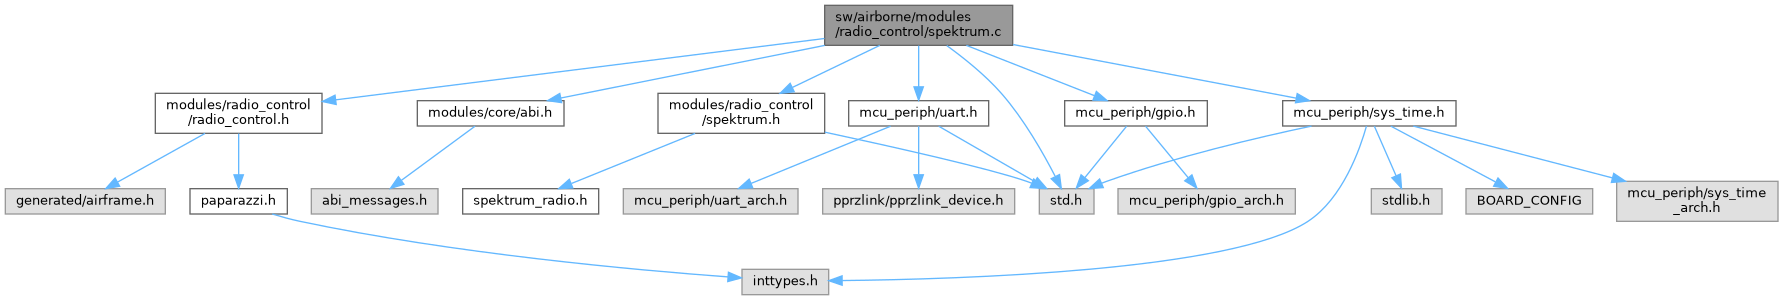 sw/airborne/modules
/radio_control/spektrum.c
modules/radio_control
/radio_control.h
modules/core/abi.h
modules/radio_control
/spektrum.h
mcu_periph/uart.h
mcu_periph/gpio.h
mcu_periph/sys_time.h
generated/airframe.h
paparazzi.h
abi_messages.h
spektrum_radio.h
mcu_periph/uart_arch.h
pprzlink/pprzlink_device.h
std.h
mcu_periph/gpio_arch.h
stdlib.h
BOARD_CONFIG
mcu_periph/sys_time
_arch.h
inttypes.h